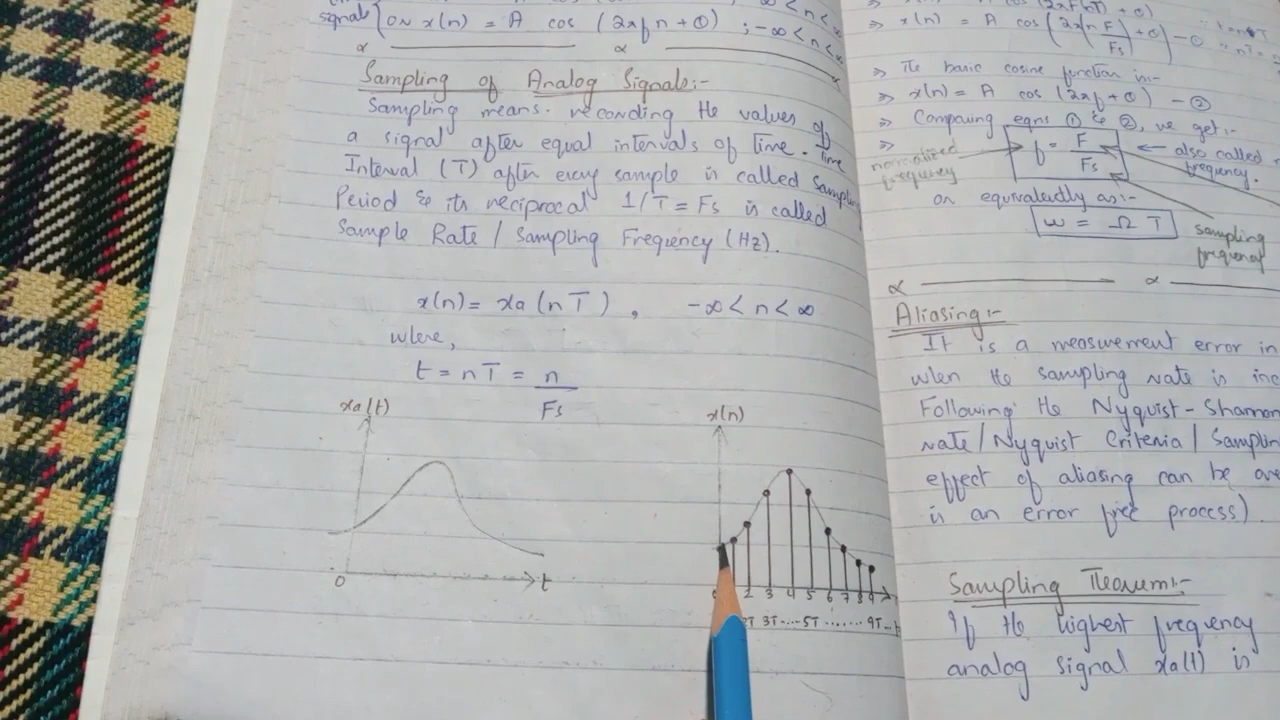 signals (or x(n) = A cos (2πf n + θ) ; -∞ < n < ∞
Sampling of Analog Signals:-
Sampling means recording the values of
a signal after equal intervals of time. Time
Interval (T) after every sample is called Sampling
Period & its reciprocal 1/T = Fs is called
Sample Rate / Sampling Frequency (Hz).
x(n) = xa (nT) , -∞ < n < ∞
where,
t = nT = n
Fs
xa(t)
0
t
x(n)
2 3 4 5 6 7 8 9
2T 3T ....5T ....... 9T
⇒ x(n) = A cos (2π n F/Fs + θ) - ①
⇒ The basic cosine function is:-
⇒ x(n) = A cos (2πf + θ) - ②
⇒ Comparing eqns ① & ②, we get:-
⇒ f = F/Fs
normalized
frequency
← also called
frequency.
or equivalently as:-
ω = Ω T
sampling
frequency
Aliasing:-
It is a measurement error in
when the sampling rate is inc
Following the Nyquist-Shannon
rate/Nyquist Criteria / Samplin
effect of aliasing can be
is an error free process).
Sampling Theorem:-
If the highest frequency
analog signal xa(t) is